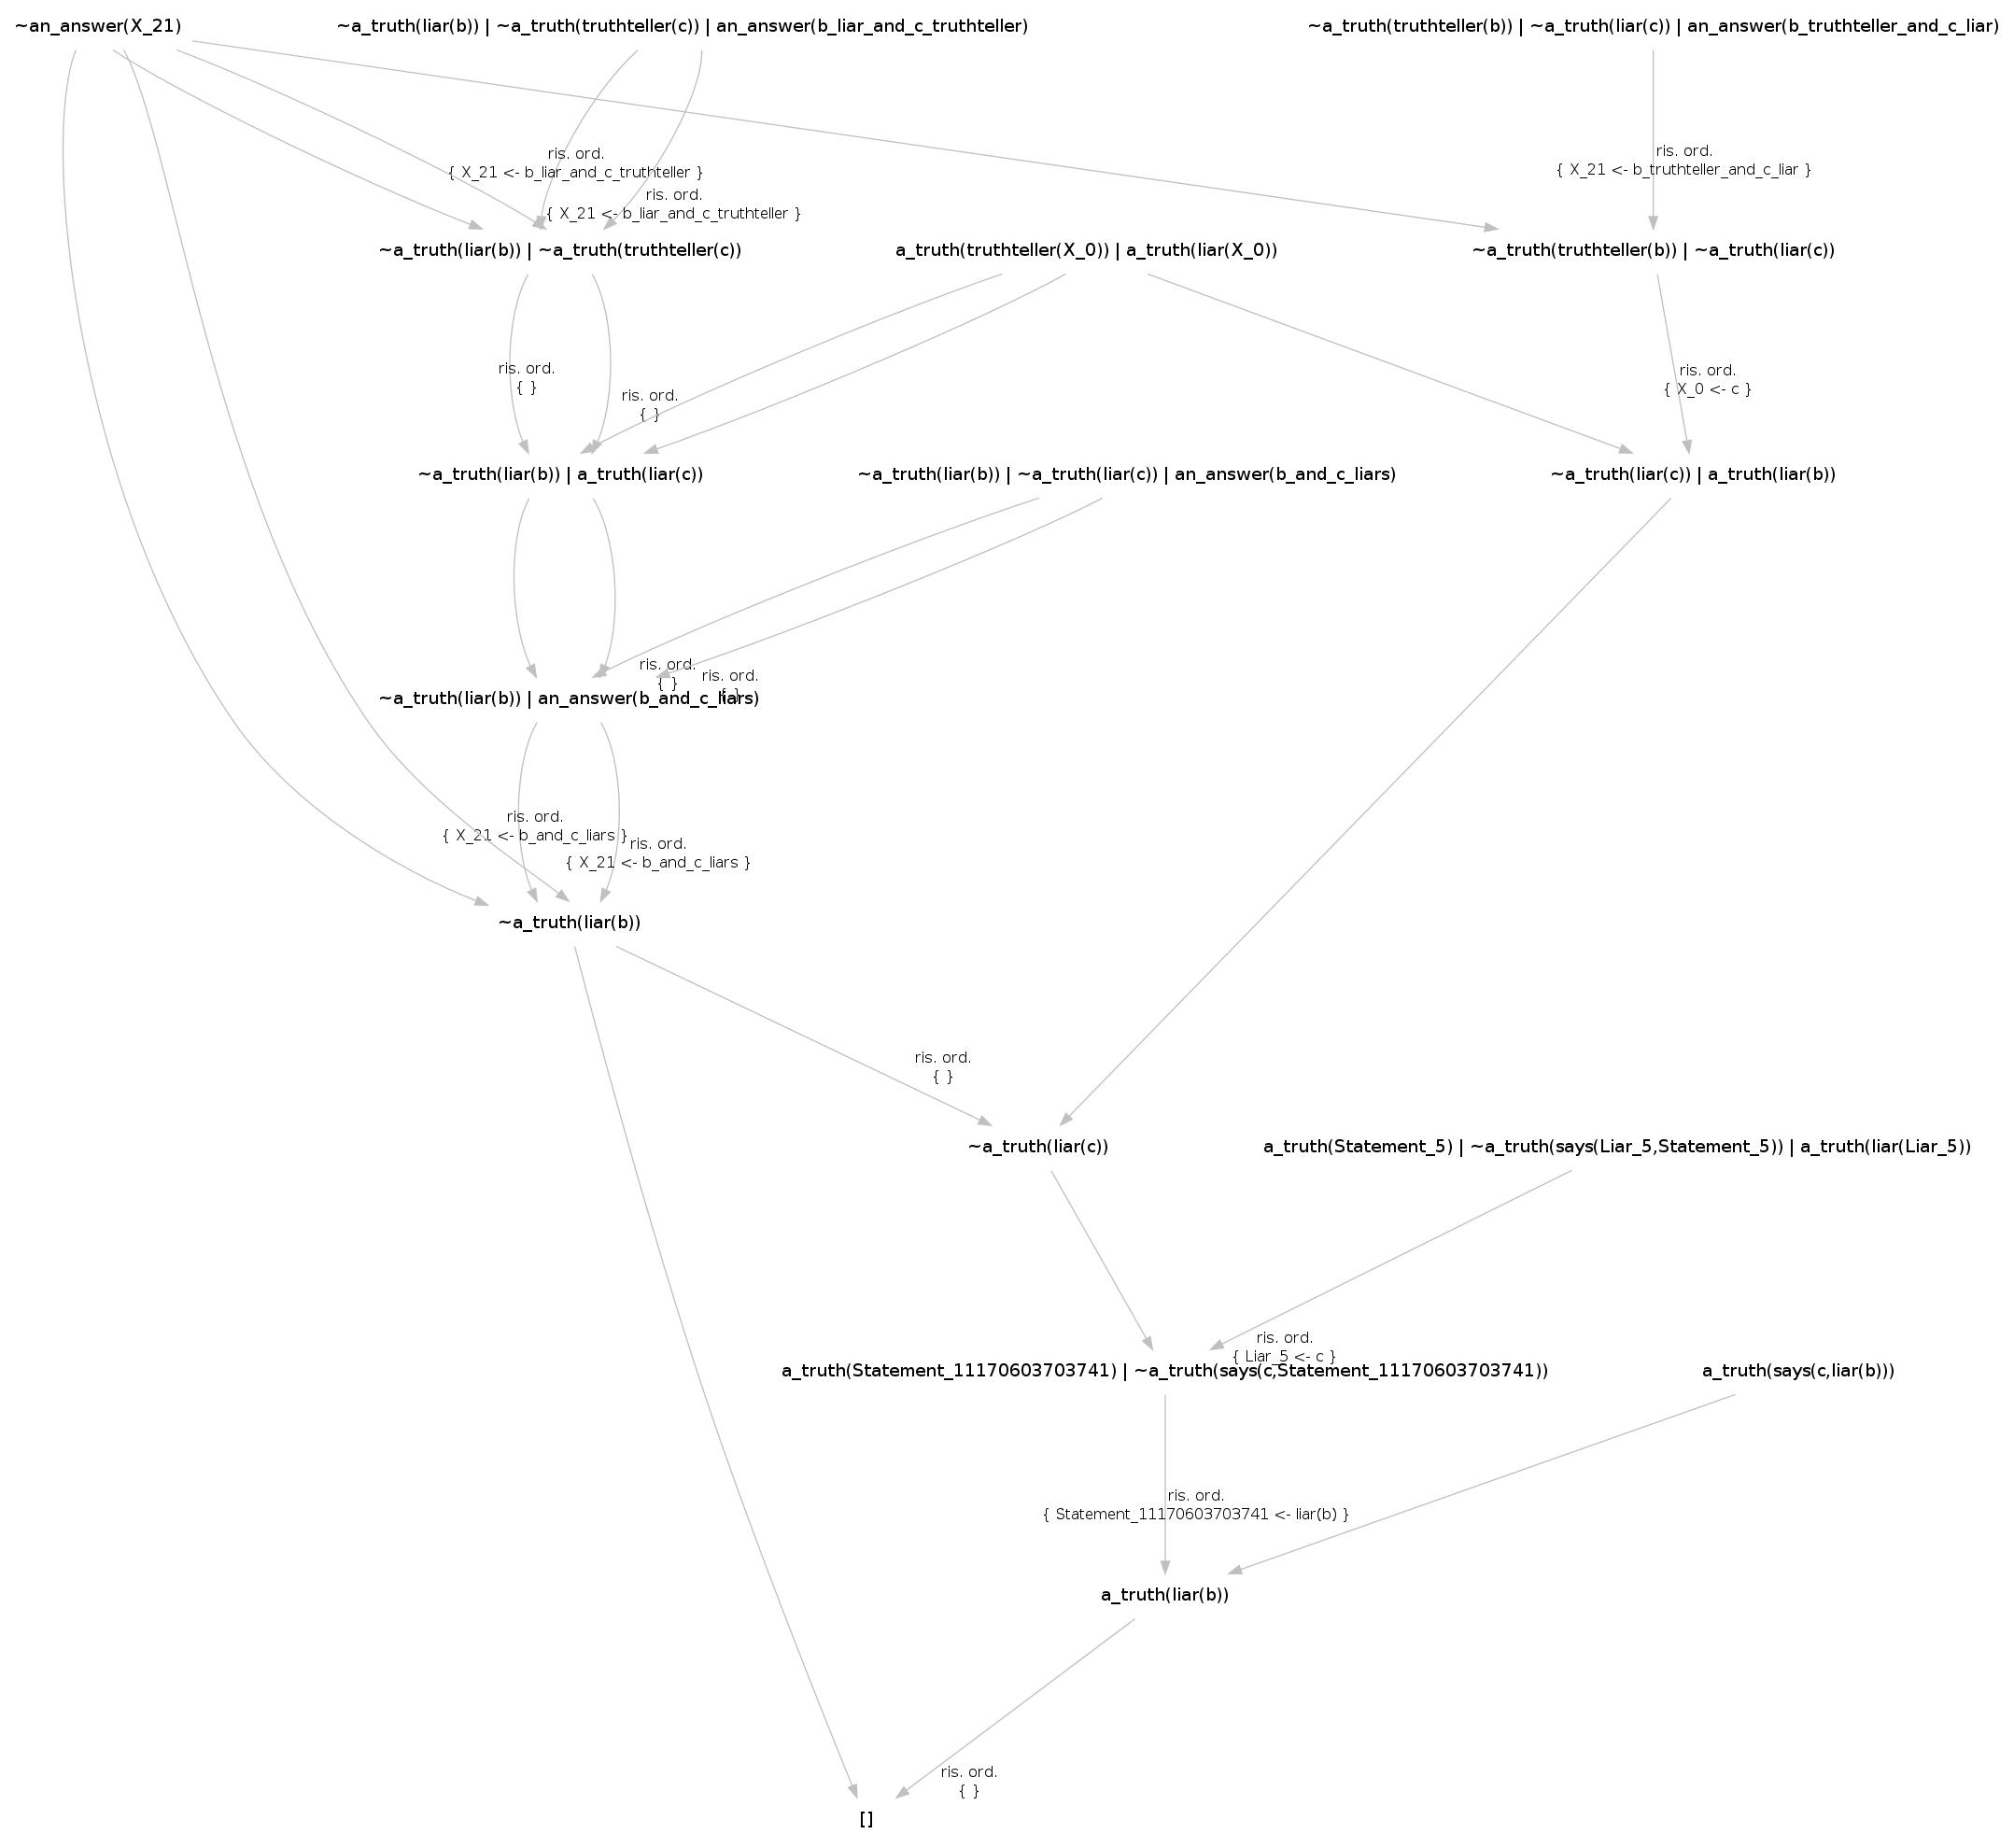 ~an_answer(X_21)
~a_truth(liar(b)) | ~a_truth(truthteller(c)) | an_answer(b_liar_and_c_truthteller)
~a_truth(truthteller(b)) | ~a_truth(liar(c)) | an_answer(b_truthteller_and_c_liar)
ris. ord.
{ X_21 <- b_liar_and_c_truthteller }
ris. ord.
{ X_21 <- b_liar_and_c_truthteller }
ris. ord.
{ X_21 <- b_truthteller_and_c_liar }
~a_truth(liar(b)) | ~a_truth(truthteller(c))
a_truth(truthteller(X_0)) | a_truth(liar(X_0))
~a_truth(truthteller(b)) | ~a_truth(liar(c))
ris. ord.
{ }
ris. ord.
{ }
ris. ord.
{ X_0 <- c }
~a_truth(liar(b)) | a_truth(liar(c))
~a_truth(liar(b)) | ~a_truth(liar(c)) | an_answer(b_and_c_liars)
~a_truth(liar(c)) | a_truth(liar(b))
ris. ord.
{ }
ris. ord.
{ }
~a_truth(liar(b)) | an_answer(b_and_c_liars)
ris. ord.
{ X_21 <- b_and_c_liars }
ris. ord.
{ X_21 <- b_and_c_liars }
~a_truth(liar(b))
ris. ord.
{ }
~a_truth(liar(c))
a_truth(Statement_5) | ~a_truth(says(Liar_5,Statement_5)) | a_truth(liar(Liar_5))
ris. ord.
{ Liar_5 <- c }
a_truth(Statement_11170603703741) | ~a_truth(says(c,Statement_11170603703741))
a_truth(says(c,liar(b)))
ris. ord.
{ Statement_11170603703741 <- liar(b) }
a_truth(liar(b))
ris. ord.
{ }
[]